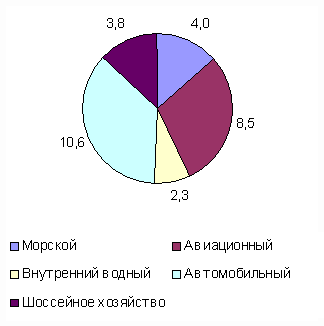 3,8 4,0
8,5
10,6
2,3
Морской Авиационный
Внутренний водный Автомобильный
Шоссейное хозяйство